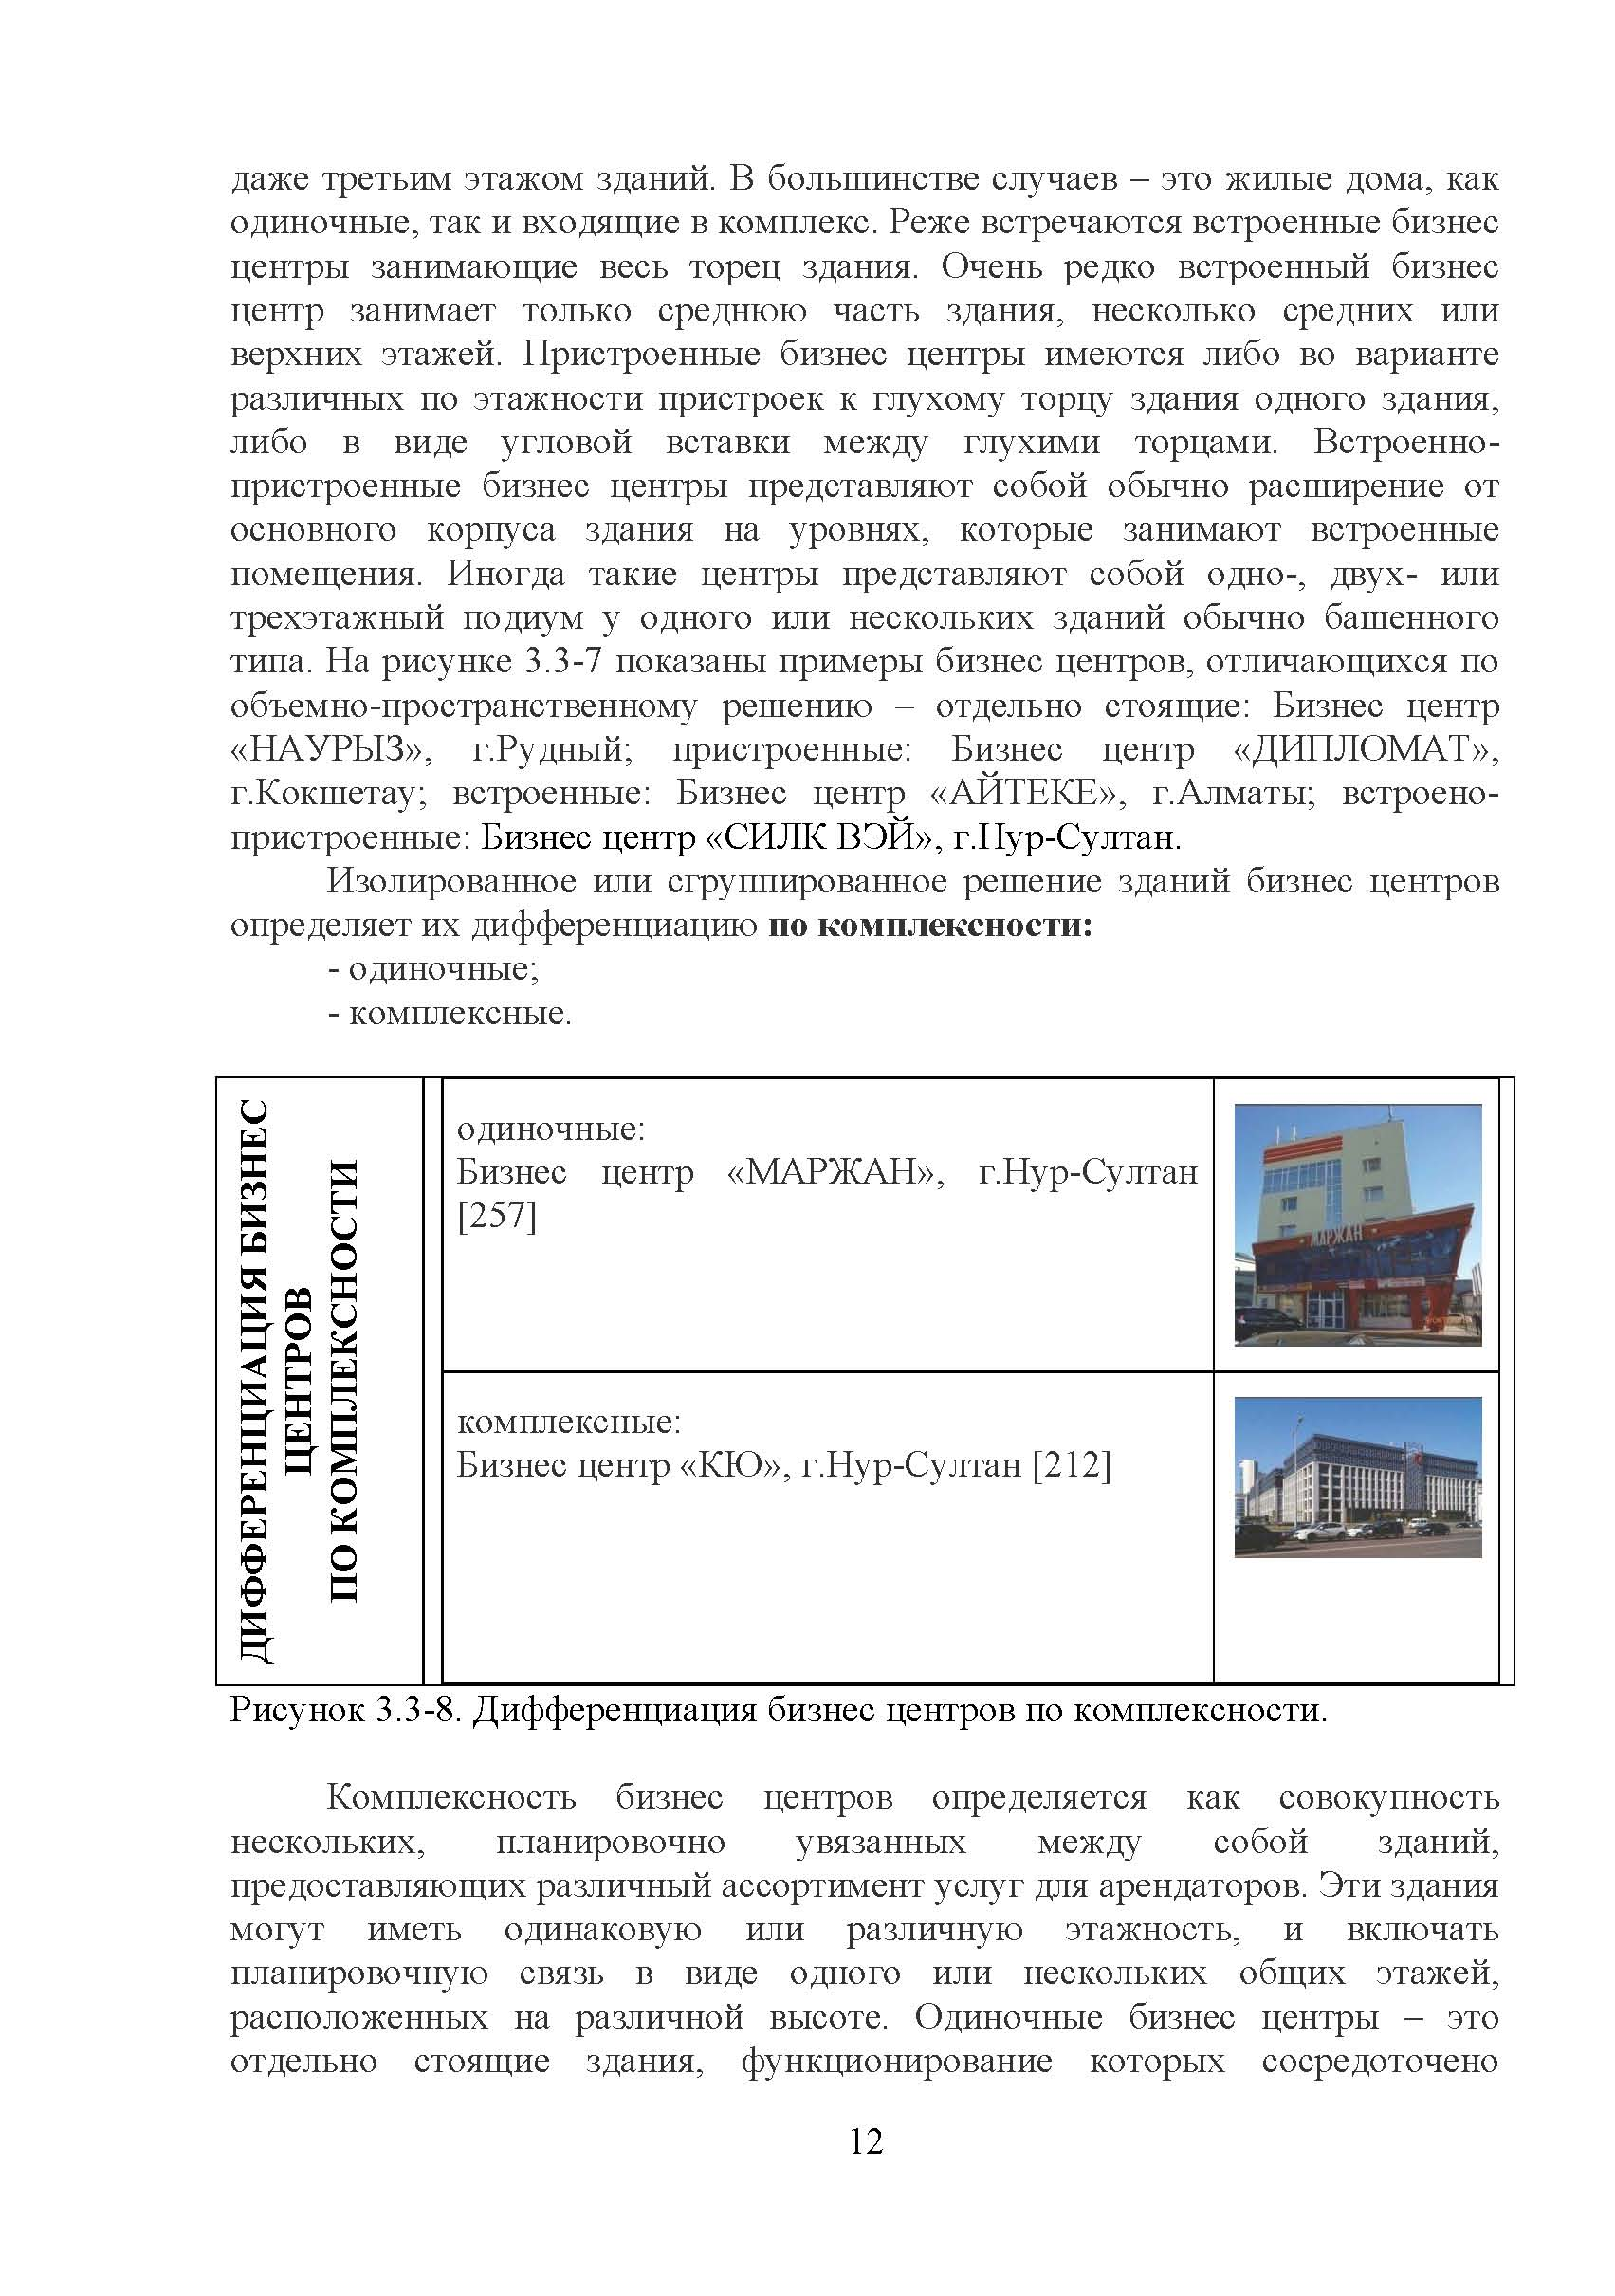 даже третьим этажом зданий. В большинстве случаев – это жилые дома, как
одиночные, так и входящие в комплекс. Реже встречаются встроенные бизнес
центры занимающие весь торец здания. Очень редко встроенный бизнес
центр занимает только среднюю часть здания, несколько средних или
верхних этажей. Пристроенные бизнес центры имеются либо во варианте
различных по этажности пристроек к глухому торцу здания одного здания,
либо в виде угловой вставки между глухими торцами. Встроенно-
пристроенные бизнес центры представляют собой обычно расширение от
основного корпуса здания на уровнях, которые занимают встроенные
помещения. Иногда такие центры представляют собой одно-, двух- или
трехэтажный подиум у одного или нескольких зданий обычно башенного
типа. На рисунке 3.3-7 показаны примеры бизнес центров, отличающихся по
объемно-пространственному решению – отдельно стоящие: Бизнес центр
«НАУРЫЗ», г.Рудный; пристроенные: Бизнес центр «ДИПЛОМАТ»,
г.Кокшетау; встроенные: Бизнес центр «АЙТЕКЕ», г.Алматы; встроено-
пристроенные: Бизнес центр «СИЛК ВЭЙ», г.Нур-Султан.
Изолированное или сгруппированное решение зданий бизнес центров
определяет их дифференциацию по комплексности:
- одиночные;
- комплексные.
ДИФФЕРЕНЦИАЦИЯ БИЗНЕС
ЦЕНТРОВ
ПО КОМПЛЕКСНОСТИ
одиночные:
Бизнес центр «МАРЖАН», г.Нур-Султан
[257]
МАРЖАН
комплексные:
Бизнес центр «КЮ», г.Нур-Султан [212]
Рисунок 3.3-8. Дифференциация бизнес центров по комплексности.
Комплексность бизнес центров определяется как совокупность
нескольких, планировочно увязанных между собой зданий,
предоставляющих различный ассортимент услуг для арендаторов. Эти здания
могут иметь одинаковую или различную этажность, и включать
планировочную связь в виде одного или нескольких общих этажей,
расположенных на различной высоте. Одиночные бизнес центры – это
отдельно стоящие здания, функционирование которых сосредоточено
12